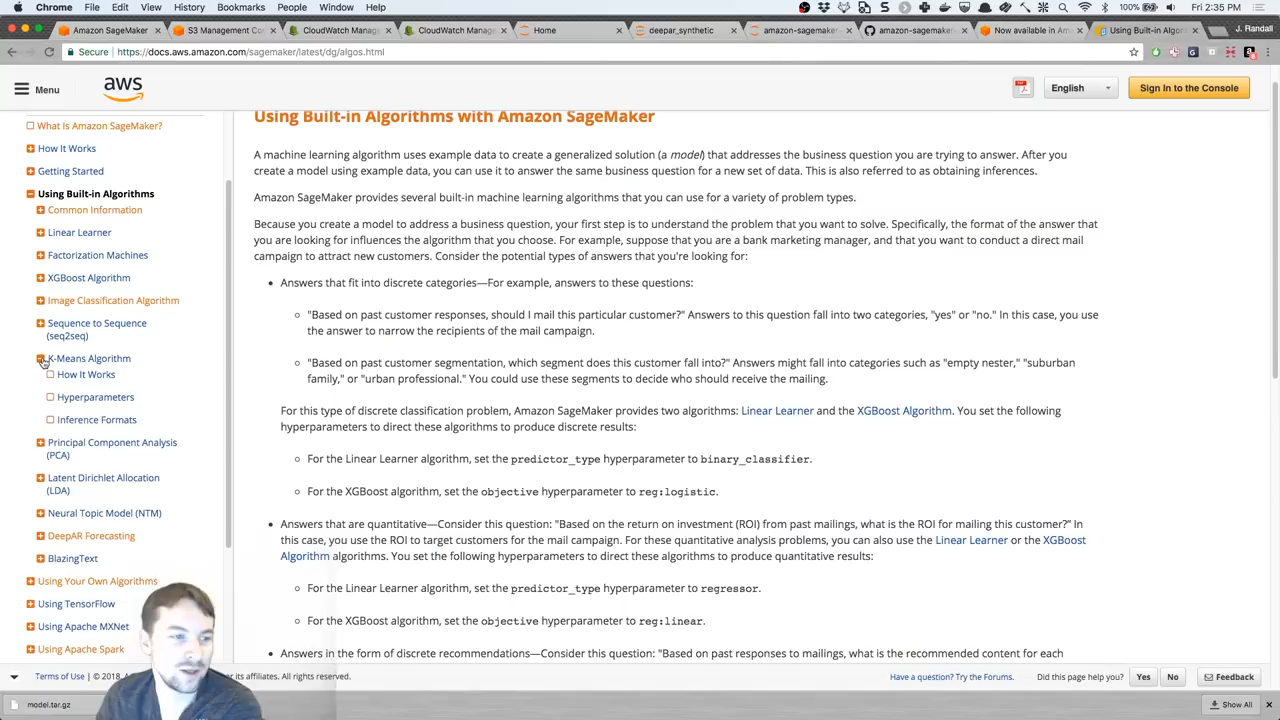 Chrome File Edit View History Bookmarks People Window Help
100% Fri 2:35 PM
Amazon SageMaker
S3 Management Co
CloudWatch Manag
CloudWatch Manag
Home
deepar_synthetic
amazon-sagemaker-
amazon-sagemaker-
Now available in Am
Using Built-in Algori
J. Randall
Secure https://docs.aws.amazon.com/sagemaker/latest/dg/algos.html
Menu
aws
English
Sign In to the Console
What Is Amazon SageMaker?
How It Works
Getting Started
Using Built-in Algorithms
Common Information
Linear Learner
Factorization Machines
XGBoost Algorithm
Image Classification Algorithm
Sequence to Sequence
(seq2seq)
K-Means Algorithm
How It Works
Hyperparameters
Inference Formats
Principal Component Analysis
(PCA)
Latent Dirichlet Allocation
(LDA)
Neural Topic Model (NTM)
DeepAR Forecasting
BlazingText
Using Your Own Algorithms
Using TensorFlow
Using Apache MXNet
Using Apache Spark
Using Built-in Algorithms with Amazon SageMaker
A machine learning algorithm uses example data to create a generalized solution (a model) that addresses the business question you are trying to answer. After you
create a model using example data, you can use it to answer the same business question for a new set of data. This is also referred to as obtaining inferences.
Amazon SageMaker provides several built-in machine learning algorithms that you can use for a variety of problem types.
Because you create a model to address a business question, your first step is to understand the problem that you want to solve. Specifically, the format of the answer that
you are looking for influences the algorithm that you choose. For example, suppose that you are a bank marketing manager, and that you want to conduct a direct mail
campaign to attract new customers. Consider the potential types of answers that you're looking for:
• Answers that fit into discrete categories—For example, answers to these questions:
"Based on past customer responses, should I mail this particular customer?" Answers to this question fall into two categories, "yes" or "no." In this case, you use
the answer to narrow the recipients of the mail campaign.
"Based on past customer segmentation, which segment does this customer fall into?" Answers might fall into categories such as "empty nester," "suburban
family," or "urban professional." You could use these segments to decide who should receive the mailing.
For this type of discrete classification problem, Amazon SageMaker provides two algorithms: Linear Learner and the XGBoost Algorithm. You set the following
hyperparameters to direct these algorithms to produce discrete results:
For the Linear Learner algorithm, set the predictor_type hyperparameter to binary_classifier.
For the XGBoost algorithm, set the objective hyperparameter to reg:logistic.
• Answers that are quantitative—Consider this question: "Based on the return on investment (ROI) from past mailings, what is the ROI for mailing this customer?" In
this case, you use the ROI to target customers for the mail campaign. For these quantitative analysis problems, you can also use the Linear Learner or the XGBoost
Algorithm algorithms. You set the following hyperparameters to direct these algorithms to produce quantitative results:
For the Linear Learner algorithm, set the predictor_type hyperparameter to regressor.
For the XGBoost algorithm, set the objective hyperparameter to reg:linear.
• Answers in the form of discrete recommendations—Consider this question: "Based on past responses to mailings, what is the recommended content for each
Terms of Use | © 2018, A
or its affiliates. All rights reserved.
Have a question? Try the Forums.
Did this page help you?
Yes
No
Feedback
model.tar.gz
Show All